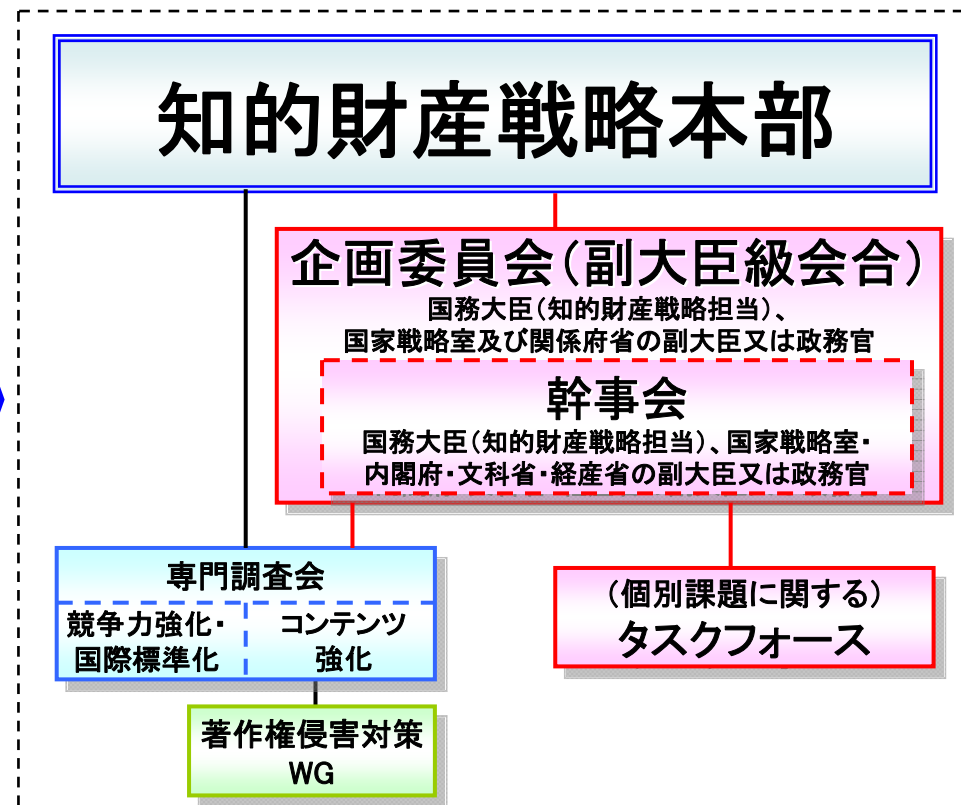 知的財産戦略本部
企画委員会(副大臣級会合)
国務大臣(知的財産戦略担当)、
国家戦略室及び関係府省の副大臣又は政務官
幹事会
国務大臣(知的財産戦略担当)、国家戦略室・
内閣府・文科省・経産省の副大臣又は政務官
専門調査会
競争力強化・
国際標準化
コンテンツ
強化
(個別課題に関する)
タスクフォース
著作権侵害対策
WG